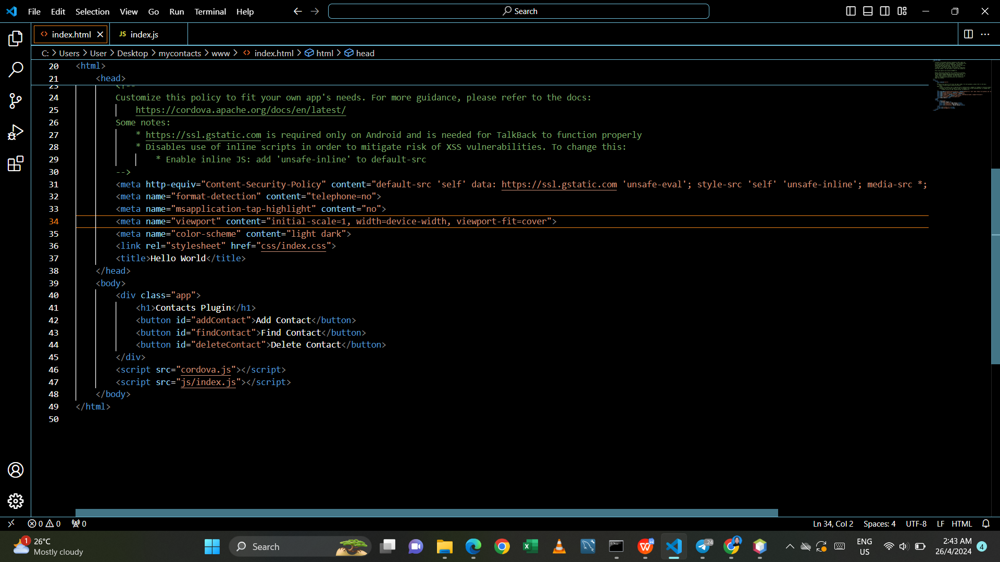 File Edit Selection View Go Run Terminal Help
Search
index.html
JS index.js
C: > Users > User > Desktop > mycontacts > www > index.html > html > head
20 <html>
21 <head>
23 <!--
24 Customize this policy to fit your own app's needs. For more guidance, please refer to the docs:
25 https://cordova.apache.org/docs/en/latest/
26 Some notes:
27 * https://ssl.gstatic.com is required only on Android and is needed for TalkBack to function properly
28 * Disables use of inline scripts in order to mitigate risk of XSS vulnerabilities. To change this:
29 * Enable inline JS: add 'unsafe-inline' to default-src
30 -->
31 <meta http-equiv="Content-Security-Policy" content="default-src 'self' data: https://ssl.gstatic.com 'unsafe-eval'; style-src 'self' 'unsafe-inline'; media-src *;
32 <meta name="format-detection" content="telephone=no">
33 <meta name="msapplication-tap-highlight" content="no">
34 <meta name="viewport" content="initial-scale=1, width=device-width, viewport-fit=cover">
35 <meta name="color-scheme" content="light dark">
36 <link rel="stylesheet" href="css/index.css">
37 <title>Hello World</title>
38 </head>
39 <body>
40 <div class="app">
41 <h1>Contacts Plugin</h1>
42 <button id="addContact">Add Contact</button>
43 <button id="findContact">Find Contact</button>
44 <button id="deleteContact">Delete Contact</button>
45 </div>
46 <script src="cordova.js"></script>
47 <script src="js/index.js"></script>
48 </body>
49 </html>
50
0 0 0
Ln 34, Col 2 Spaces: 4 UTF-8 LF HTML
1
26°C
Mostly cloudy
Search
24
ENG
US
2:43 AM
26/4/2024
4